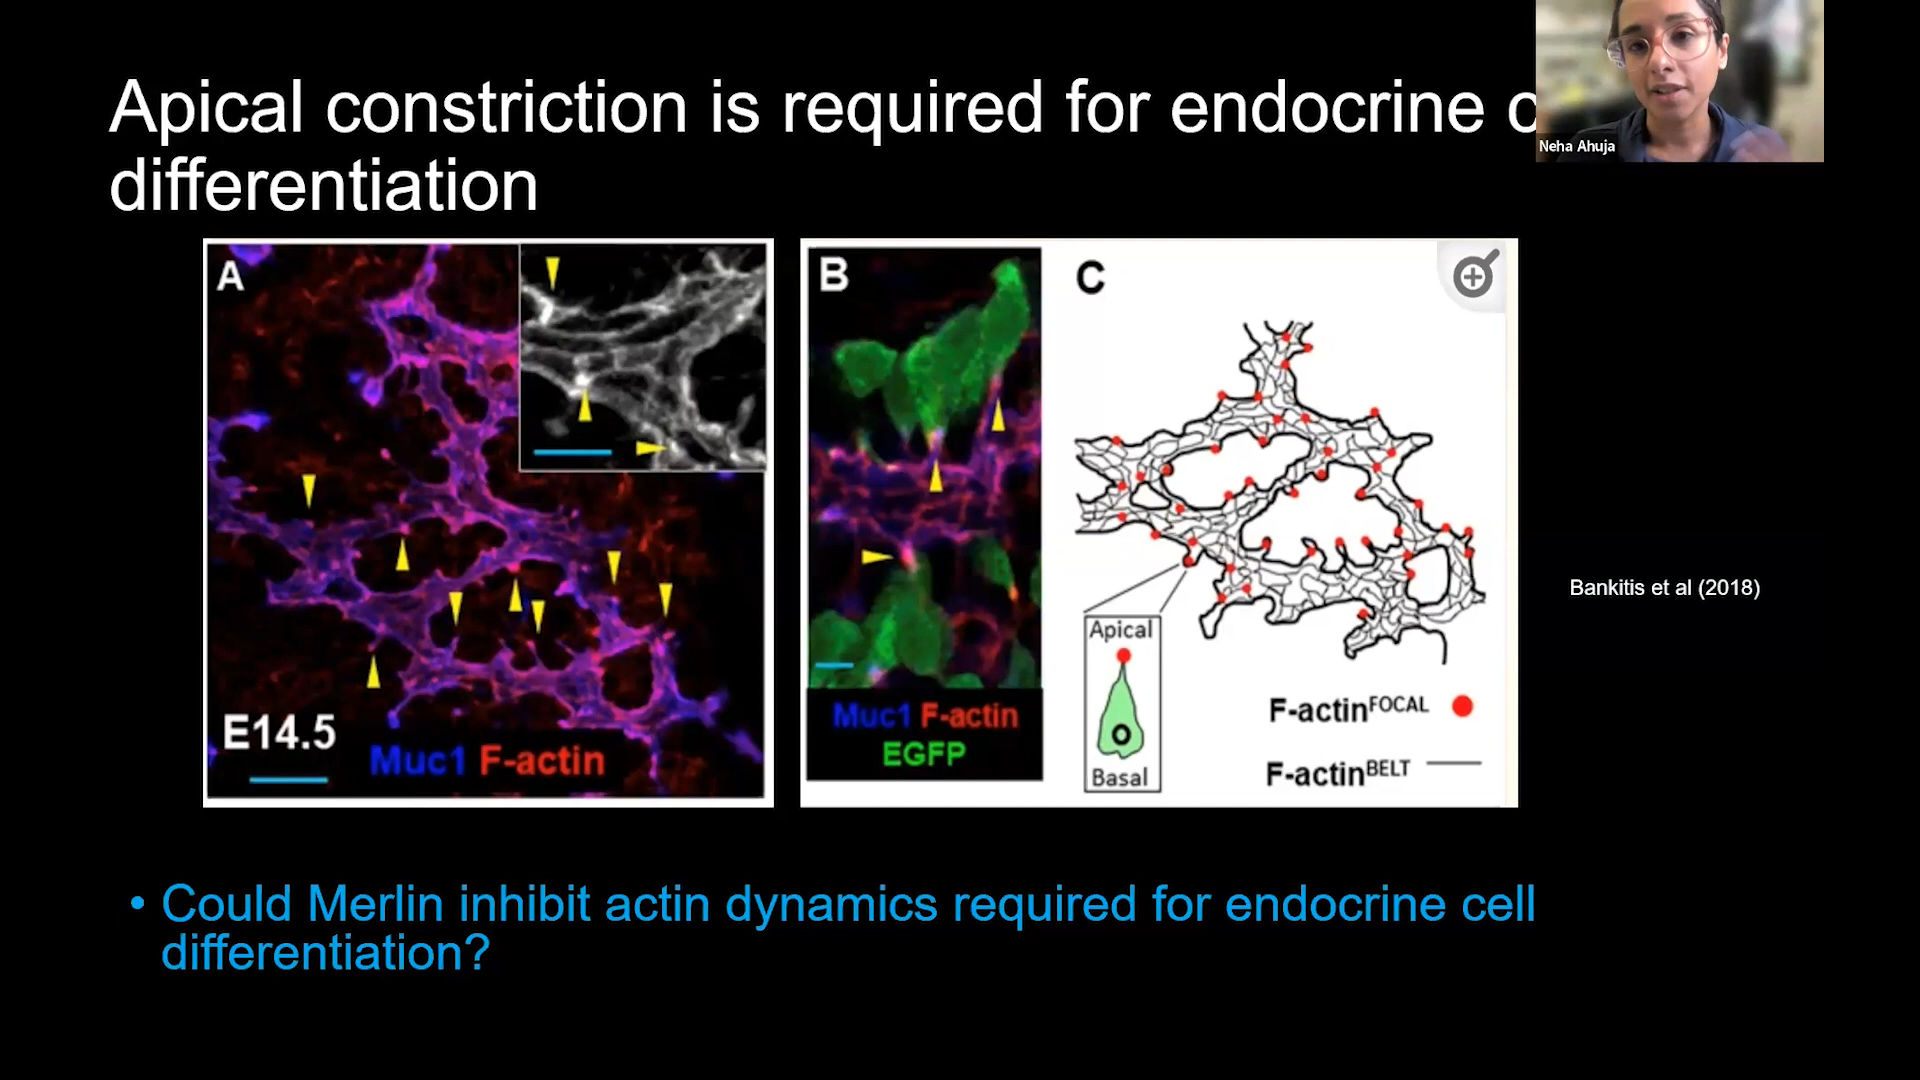 Apical constriction is required for endocrine c
differentiation
Neha Ahuja
A
E14.5
Muc1 F-actin
B
Muc1 F-actin
EGFP
C
Apical
Basal
F-actinFOCAL
F-actinBELT
Bankitis et al (2018)
• Could Merlin inhibit actin dynamics required for endocrine cell
differentiation?